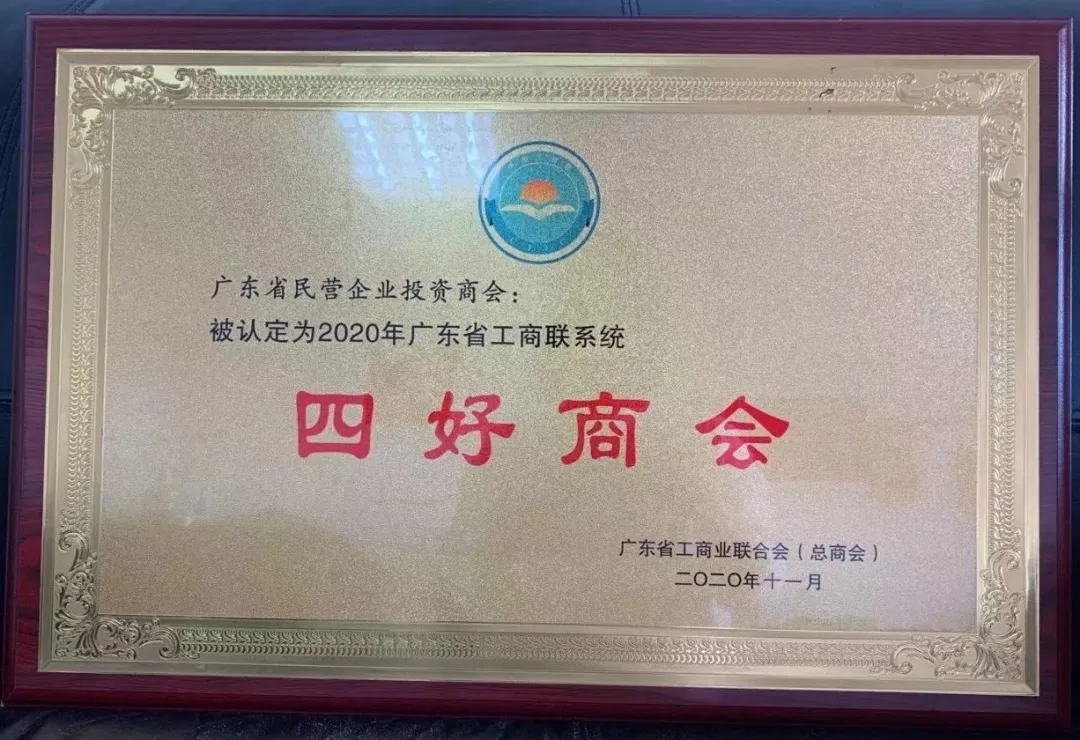 广东省民营企业投资商会：
被认定为2020年广东省工商联系统
四好商会
广东省工商业联合会（总商会）
二〇二〇年十一月